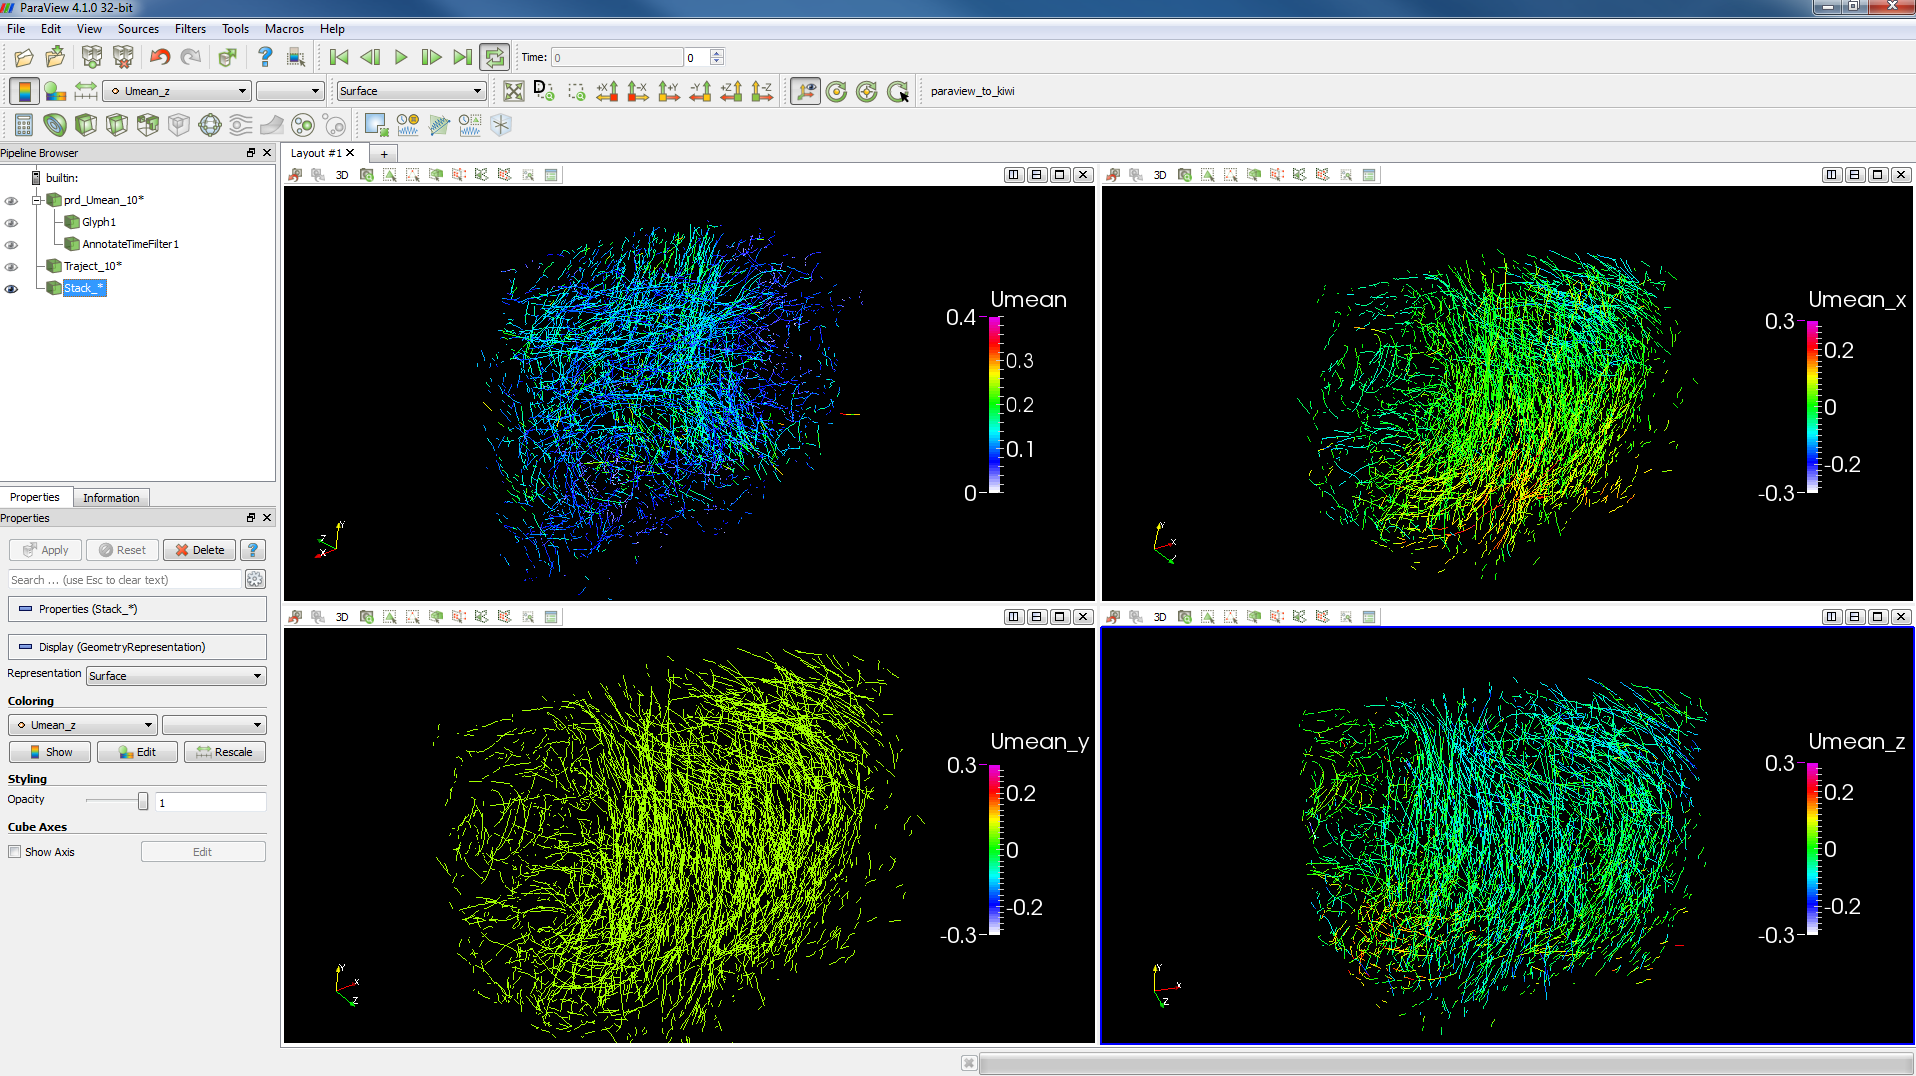 ParaView 4.1.0 32-bit
File Edit View Sources Filters Tools Macros Help
Time: 0 0
Umean_z Surface paraview_to_kiwi
Pipeline Browser
builtin:
prd_Umean_10*
Glyph1
AnnotateTimeFilter1
Traject_10*
Stack_*
Properties Information
Properties
Apply Reset Delete ?
Search ... (use Esc to clear text)
Properties (Stack_*)
Display (GeometryRepresentation)
Representation Surface
Coloring
Umean_z
Show Edit Rescale
Styling
Opacity 1
Cube Axes
Show Axis Edit
Layout #1 +
3D
Umean
0.4
0.3
0.2
0.1
0
Y
Z
X
3D
Umean_x
0.3
0.2
0
-0.2
-0.3
Y
X
3D
Umean_y
0.3
0.2
0
-0.2
-0.3
Y
X
Z
3D
Umean_z
0.3
0.2
0
-0.2
-0.3
Y
X
Z